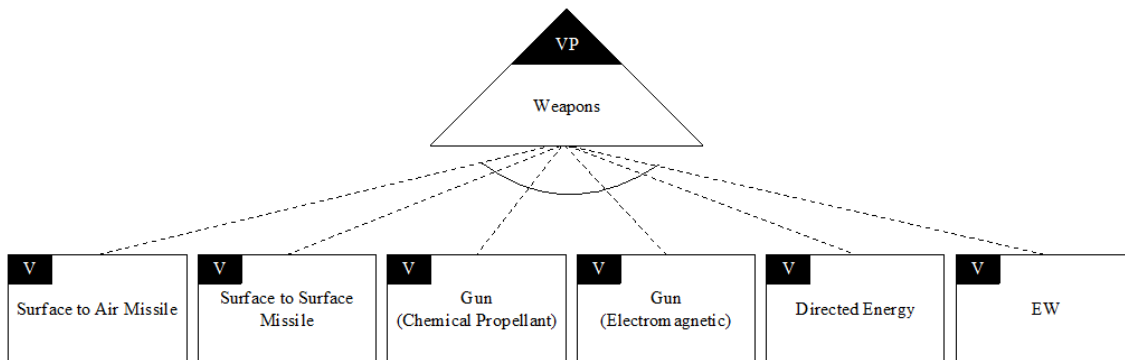 VP
Weapons
V
Surface to Air Missile
V
Surface to Surface
Missile
V
Gun
(Chemical Propellant)
V
Gun
(Electromagnetic)
V
Directed Energy
V
EW